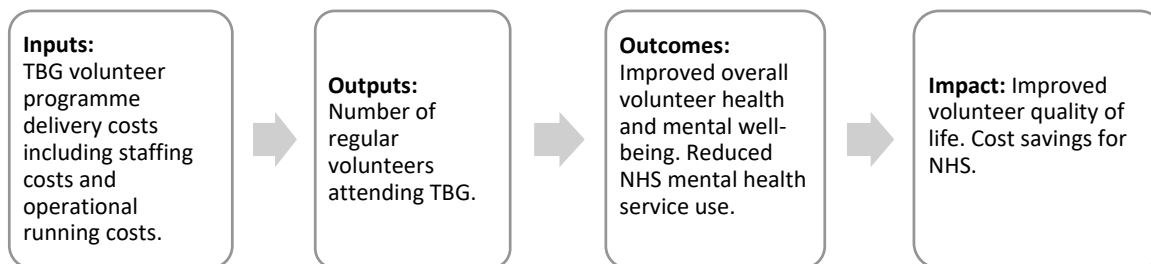 Inputs:
TBG volunteer
programme
delivery costs
including staffing
costs and
operational
running costs.
Outputs:
Number of
regular
volunteers
attending TBG.
Outcomes:
Improved overall
volunteer health
and mental well-
being. Reduced
NHS mental health
service use.
Impact: Improved
volunteer quality of
life. Cost savings for
NHS.